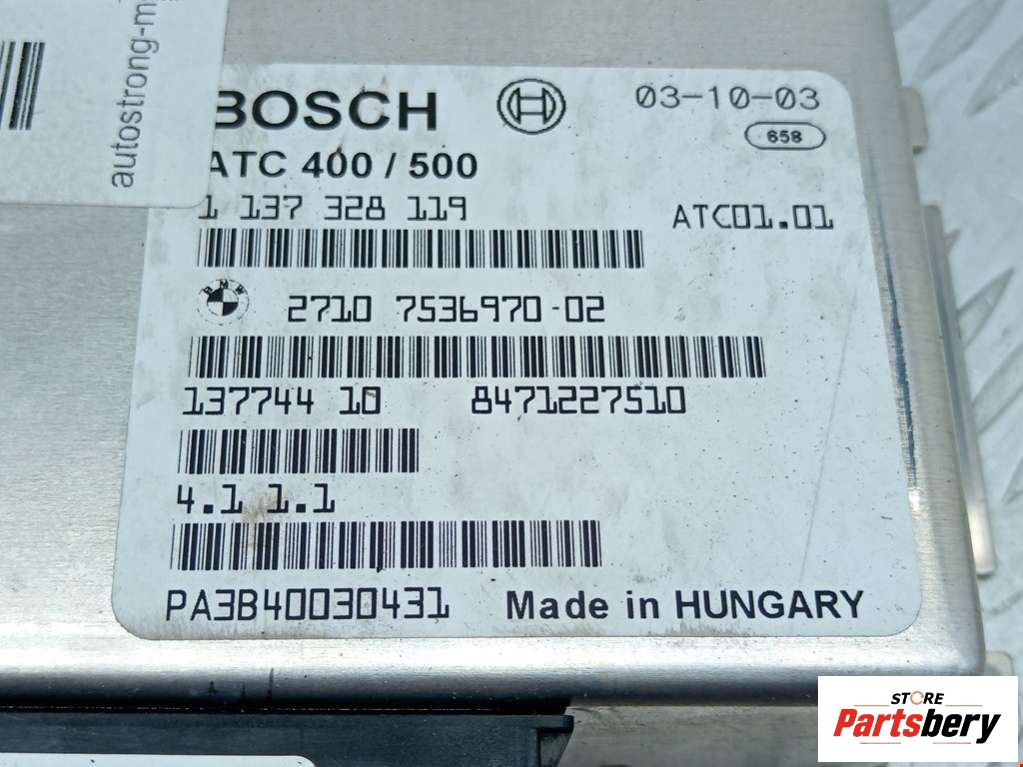 autostrong-m
BOSCH
03-10-03
658
ATC 400 / 500
1 137 328 119
ATC01.01
BMW
2710 7536970-02
137744 10 8471227510
4.1 1.1
PA3B40030431
Made in HUNGARY
STORE
Partsbery